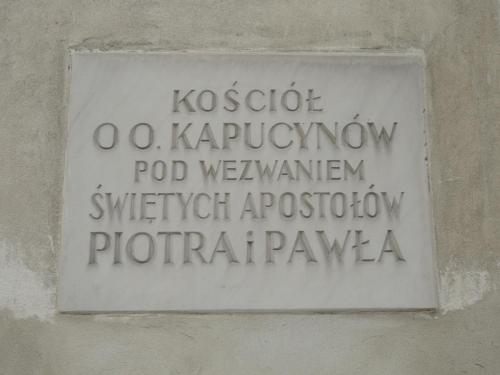 KOŚCIÓŁ
O O. KAPUCYNÓW
POD WEZWANIEM
ŚWIĘTYCH APOSTOŁÓW
PIOTRA i PAWŁA